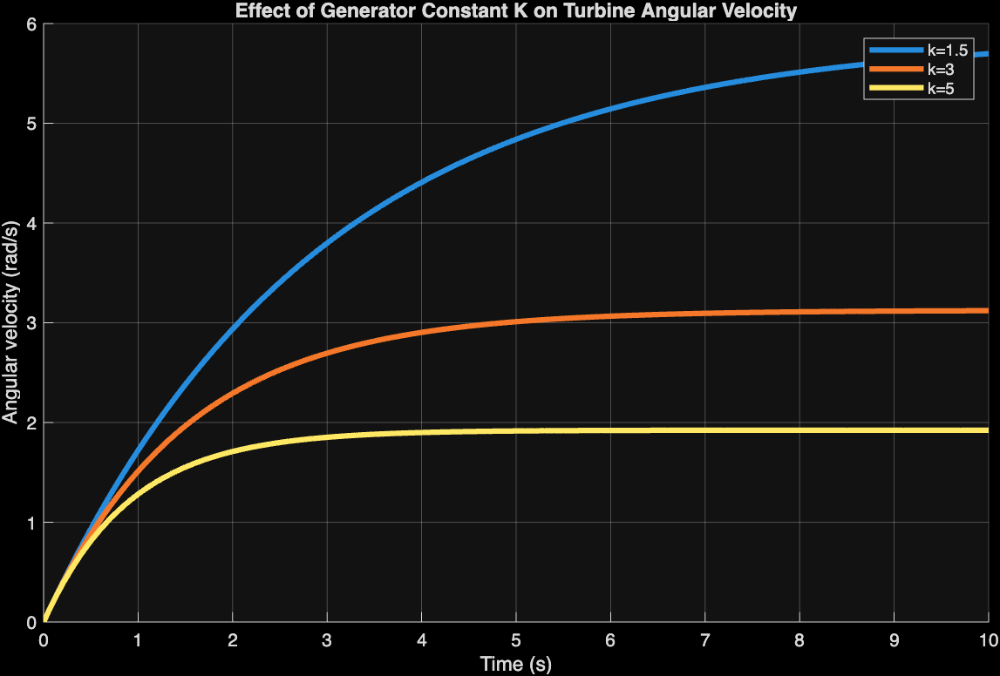 Effect of Generator Constant K on Turbine Angular Velocity
k=1.5
k=3
k=5
Angular velocity (rad/s)
6
5
4
3
2
1
0
0 1 2 3 4 5 6 7 8 9 10
Time (s)